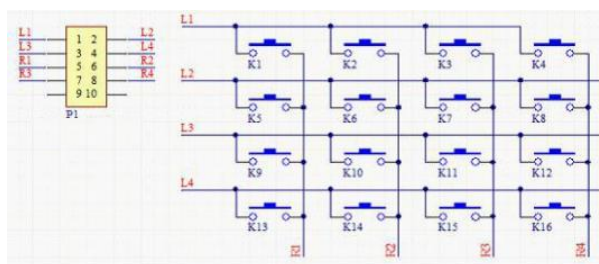 L1 1 2 L2
L3 3 4 L4
R1 5 6 R2
R3 7 8 R4
9 10
P1
L1
K1 K2 K3 K4
L2
K5 K6 K7 K8
L3
K9 K10 K11 K12
L4
K13 K14 K15 K16
R1 R2 R3 R4